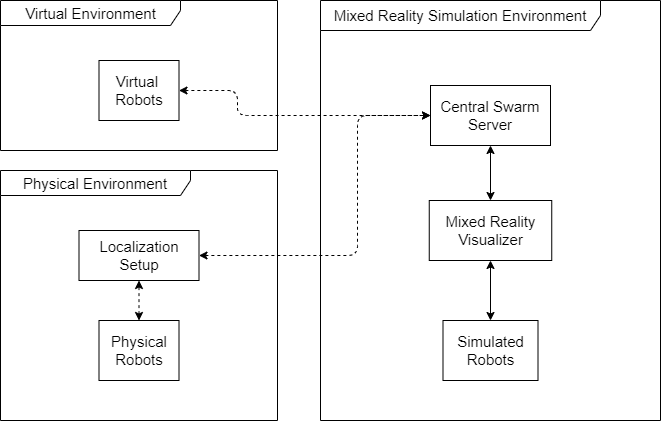 Virtual Environment
Virtual
Robots
Physical Environment
Localization
Setup
Physical
Robots
Mixed Reality Simulation Environment
Central Swarm
Server
Mixed Reality
Visualizer
Simulated
Robots